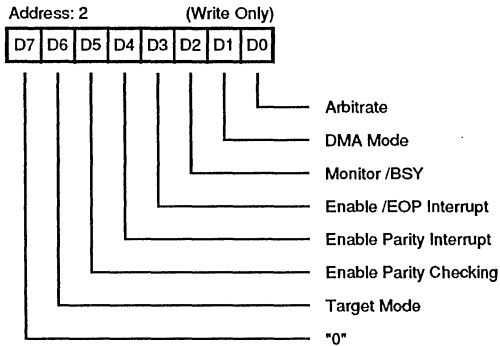 Address: 2 (Write Only)
D7 D6 D5 D4 D3 D2 D1 D0
Arbitrate
DMA Mode
Monitor /BSY
Enable /EOP Interrupt
Enable Parity Interrupt
Enable Parity Checking
Target Mode
"0"